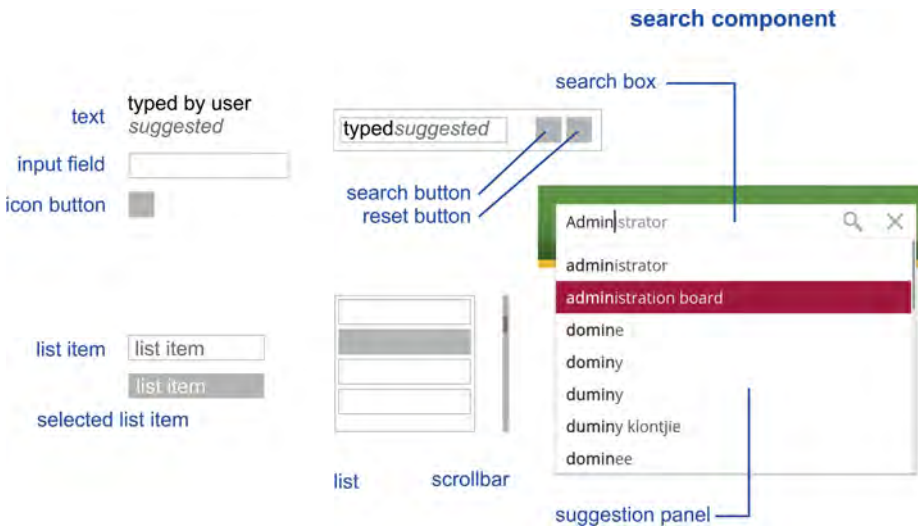 search component
search box
text
typed by user
suggested
typedsuggested
input field
icon button
search button
reset button
Administrator
administrator
administration board
domine
dominy
duminy
duminy klontjie
dominee
list item
list item
list item
selected list item
list
scrollbar
suggestion panel